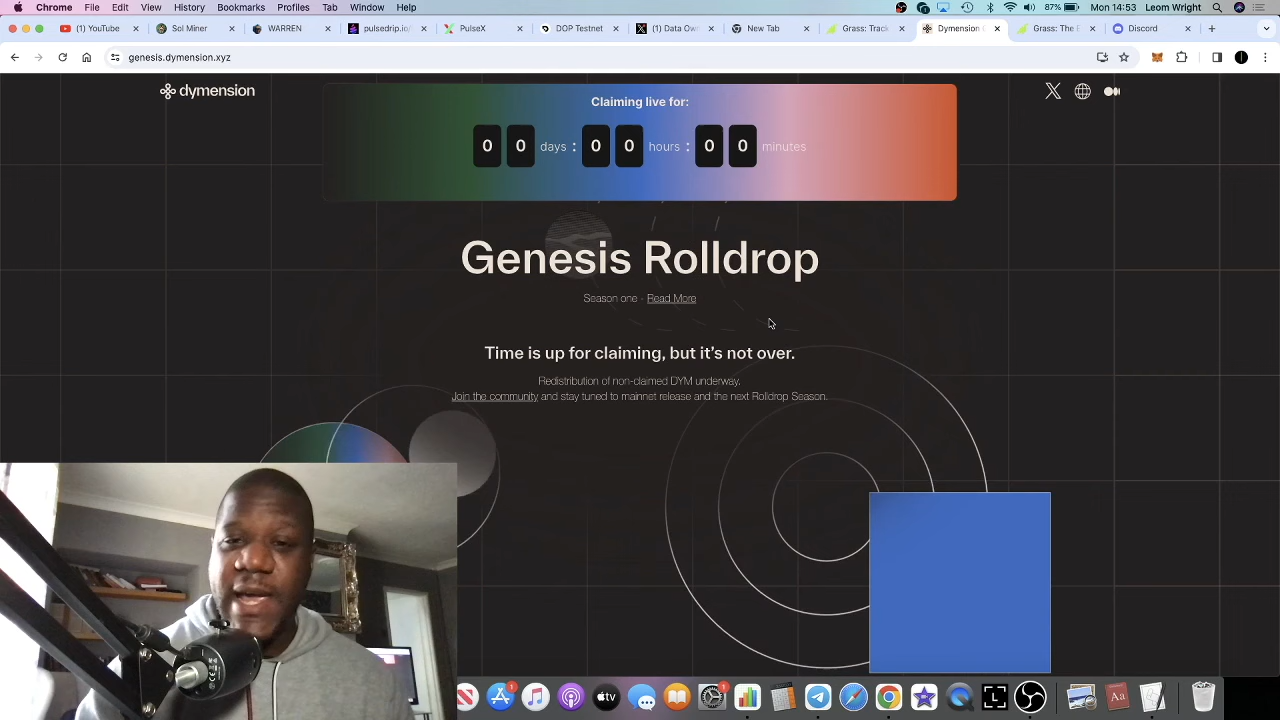 Chrome File Edit View History Bookmarks Profiles Tab Window Help
87% Mon 14:53 Leom Wright
(1) YouTube
Sol Miner
WARREN
pulsedrip.io/
PulseX
DOP Testnet
(1) Data Own
New Tab
Grass: Track
Dymension G
Grass: The E
Discord
genesis.dymension.xyz
dymension
Claiming live for:
0 0 days : 0 0 hours : 0 0 minutes
Genesis Rolldrop
Season one - Read More
Time is up for claiming, but it's not over.
Redistribution of non-claimed DYM underway.
Join the community and stay tuned to mainnet release and the next Rolldrop Season.